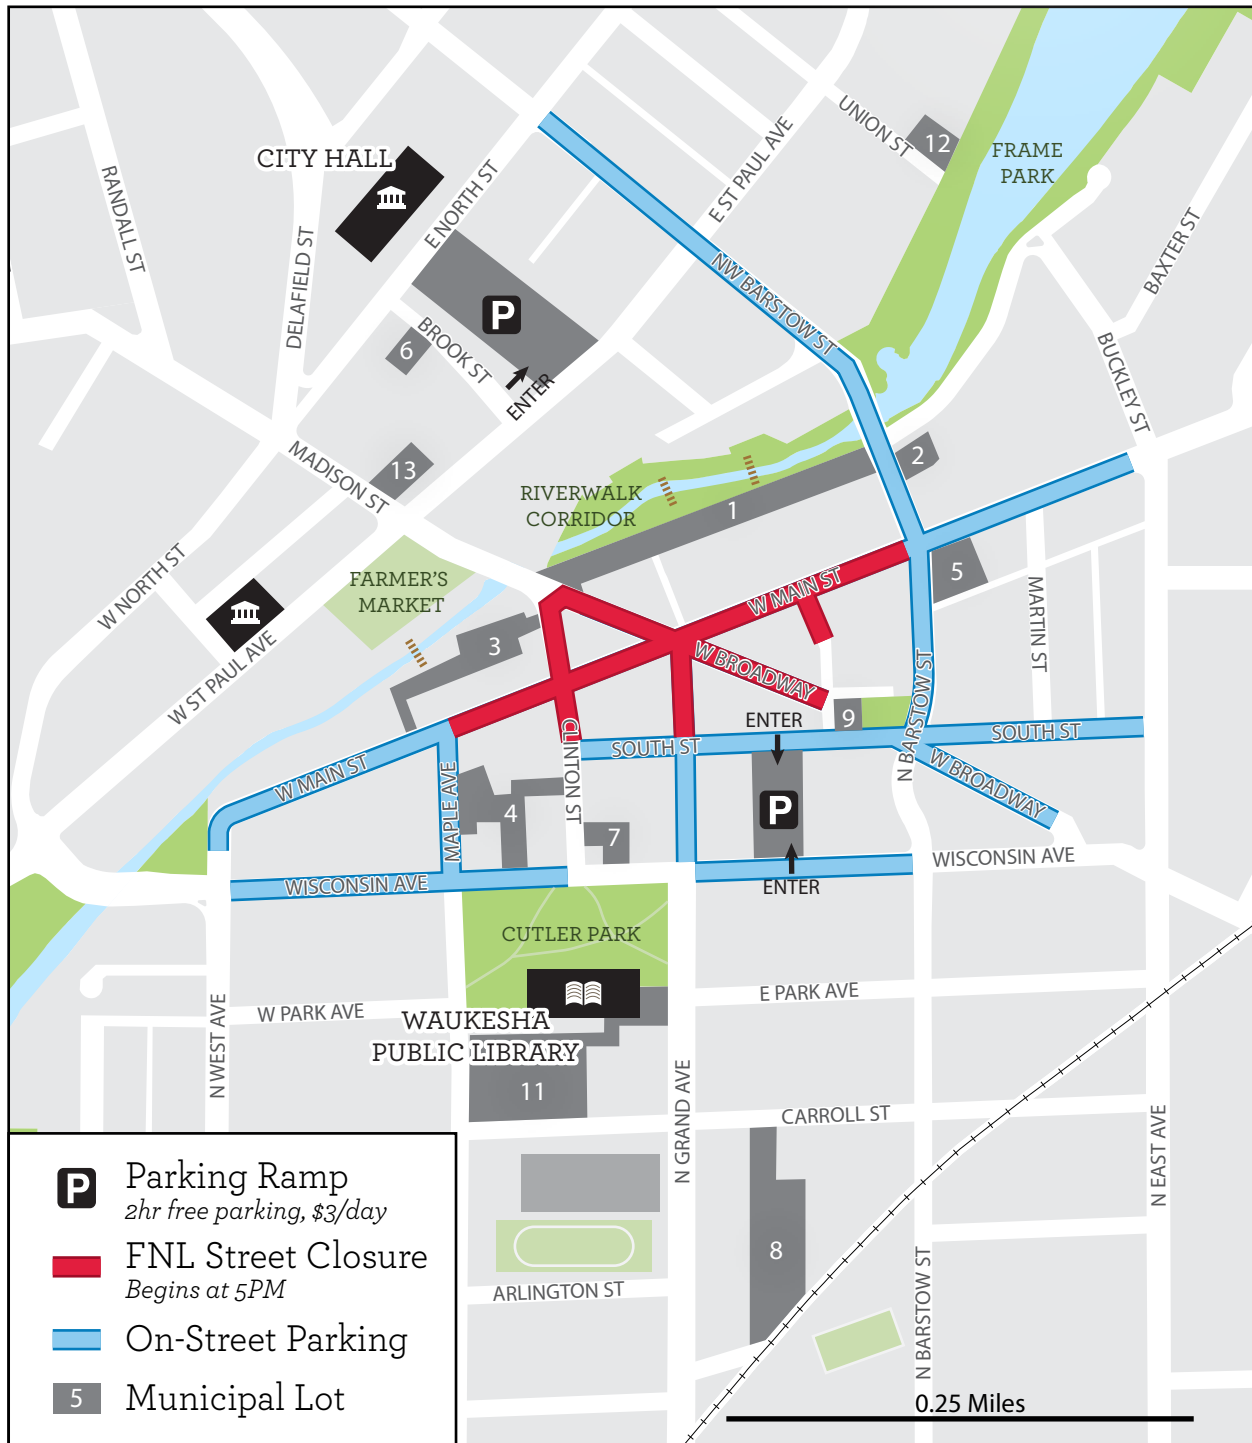 UNION ST
12
FRAME
PARK
CITY HALL
E ST PAUL AVE
RANDALL ST
E NORTH ST
BAXTER ST
DELAFIELD ST
NW BARSTOW ST
P
BROOK ST
6
ENTER
BUCKLEY ST
MADISON ST
13
2
RIVERWALK
CORRIDOR
1
W NORTH ST
FARMER'S
MARKET
W MAIN ST
5
MARTIN ST
3
W BROADWAY
W ST PAUL AVE
N BARSTOW ST
9
ENTER
SOUTH ST
SOUTH ST
CLINTON ST
W MAIN ST
W BROADWAY
MAPLE AVE
4
P
7
WISCONSIN AVE
WISCONSIN AVE
ENTER
CUTLER PARK
E PARK AVE
W PARK AVE
WAUKESHA
PUBLIC LIBRARY
N WEST AVE
11
N GRAND AVE
CARROLL ST
N EAST AVE
8
ARLINGTON ST
N BARSTOW ST
P
Parking Ramp
2hr free parking, $3/day
FNL Street Closure
Begins at 5PM
On-Street Parking
5
Municipal Lot
0.25 Miles